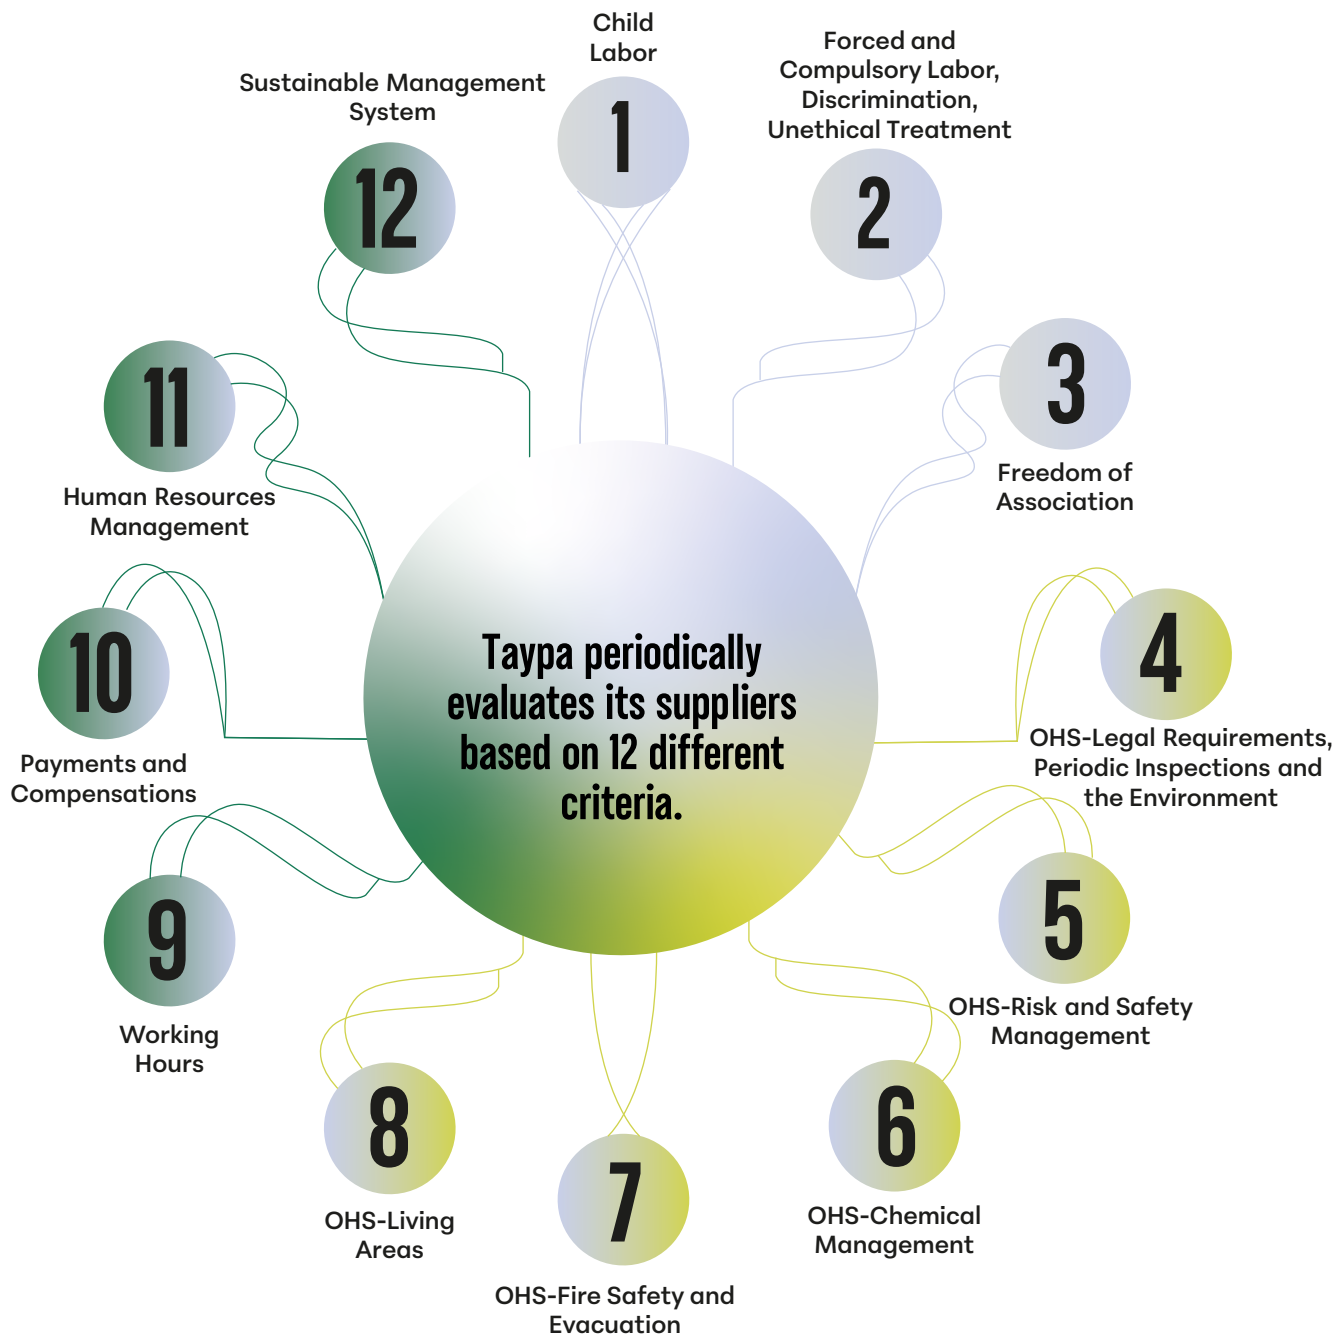 Child
Labor
1
Forced and
Compulsory Labor,
Discrimination,
Unethical Treatment
2
3
Freedom of
Association
4
OHS-Legal Requirements,
Periodic Inspections and
the Environment
5
OHS-Risk and Safety
Management
6
OHS-Chemical
Management
7
OHS-Fire Safety and
Evacuation
8
OHS-Living
Areas
9
Working
Hours
10
Payments and
Compensations
11
Human Resources
Management
Sustainable Management
System
12
Taypa periodically
evaluates its suppliers
based on 12 different
criteria.